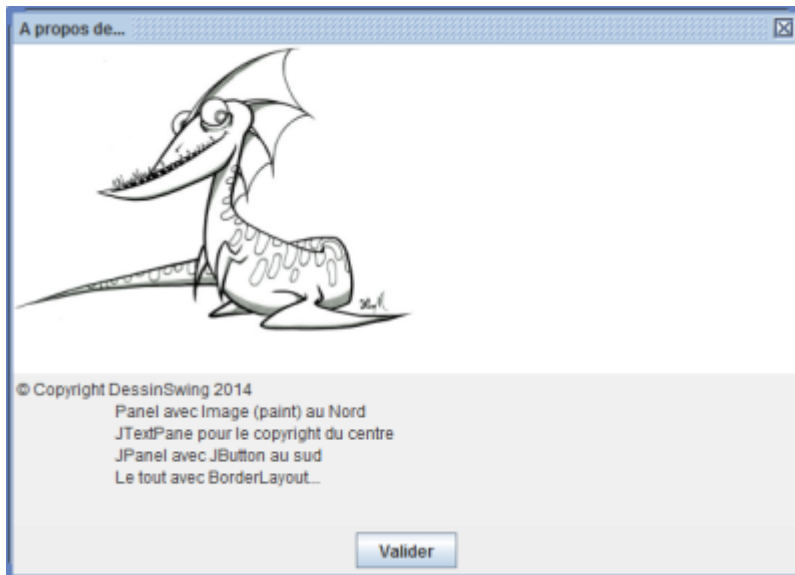 A propos de...
© Copyright DessinSwing 2014
Panel avec Image (paint) au Nord
JTextPane pour le copyright du centre
JPanel avec JButton au sud
Le tout avec BorderLayout...
Valider